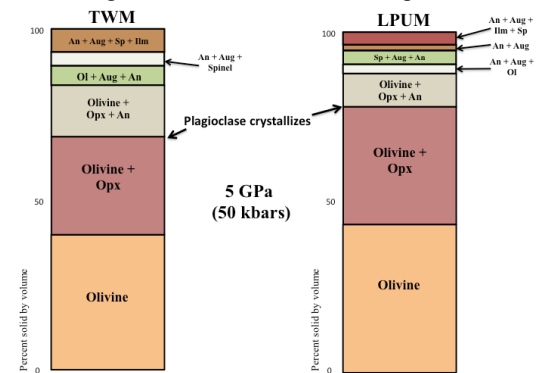 TWM
100
An + Aug + Sp + Ilm
An + Aug +
Spinel
Ol + Aug + An
Olivine +
Opx + An
Olivine +
Opx
50
Olivine
0
Percent solid by volume
Plagioclase crystallizes
5 GPa
(50 kbars)
LPUM
100
An + Aug +
Ilm + Sp
An + Aug
Sp + Aug + An
An + Aug +
Ol
Olivine +
Opx + An
Olivine +
Opx
50
Olivine
0
Percent solid by volume